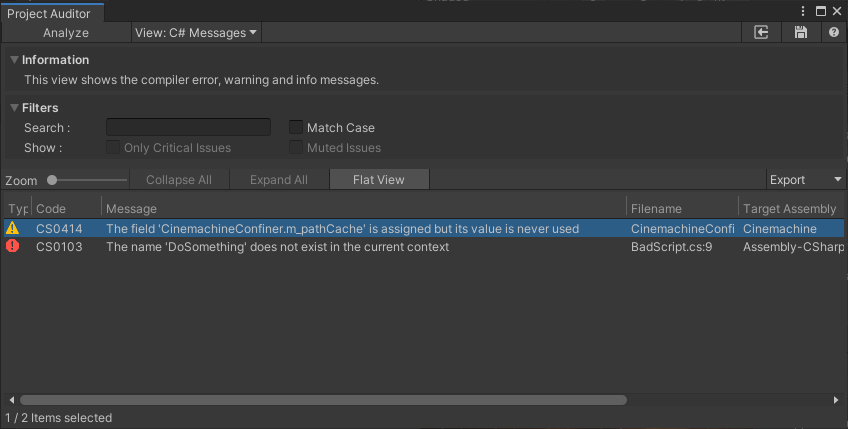 Project Auditor
Analyze View: C# Messages
Information
This view shows the compiler error, warning and info messages.
Filters
Search : Match Case
Show : Only Critical Issues Muted Issues
Zoom Collapse All Expand All Flat View Export
Typ Code Message Filename Target Assembly
CS0414 The field 'CinemachineConfiner.m_pathCache' is assigned but its value is never used CinemachineConfi Cinemachine
CS0103 The name 'DoSomething' does not exist in the current context BadScript.cs:9 Assembly-CSharp
1 / 2 Items selected